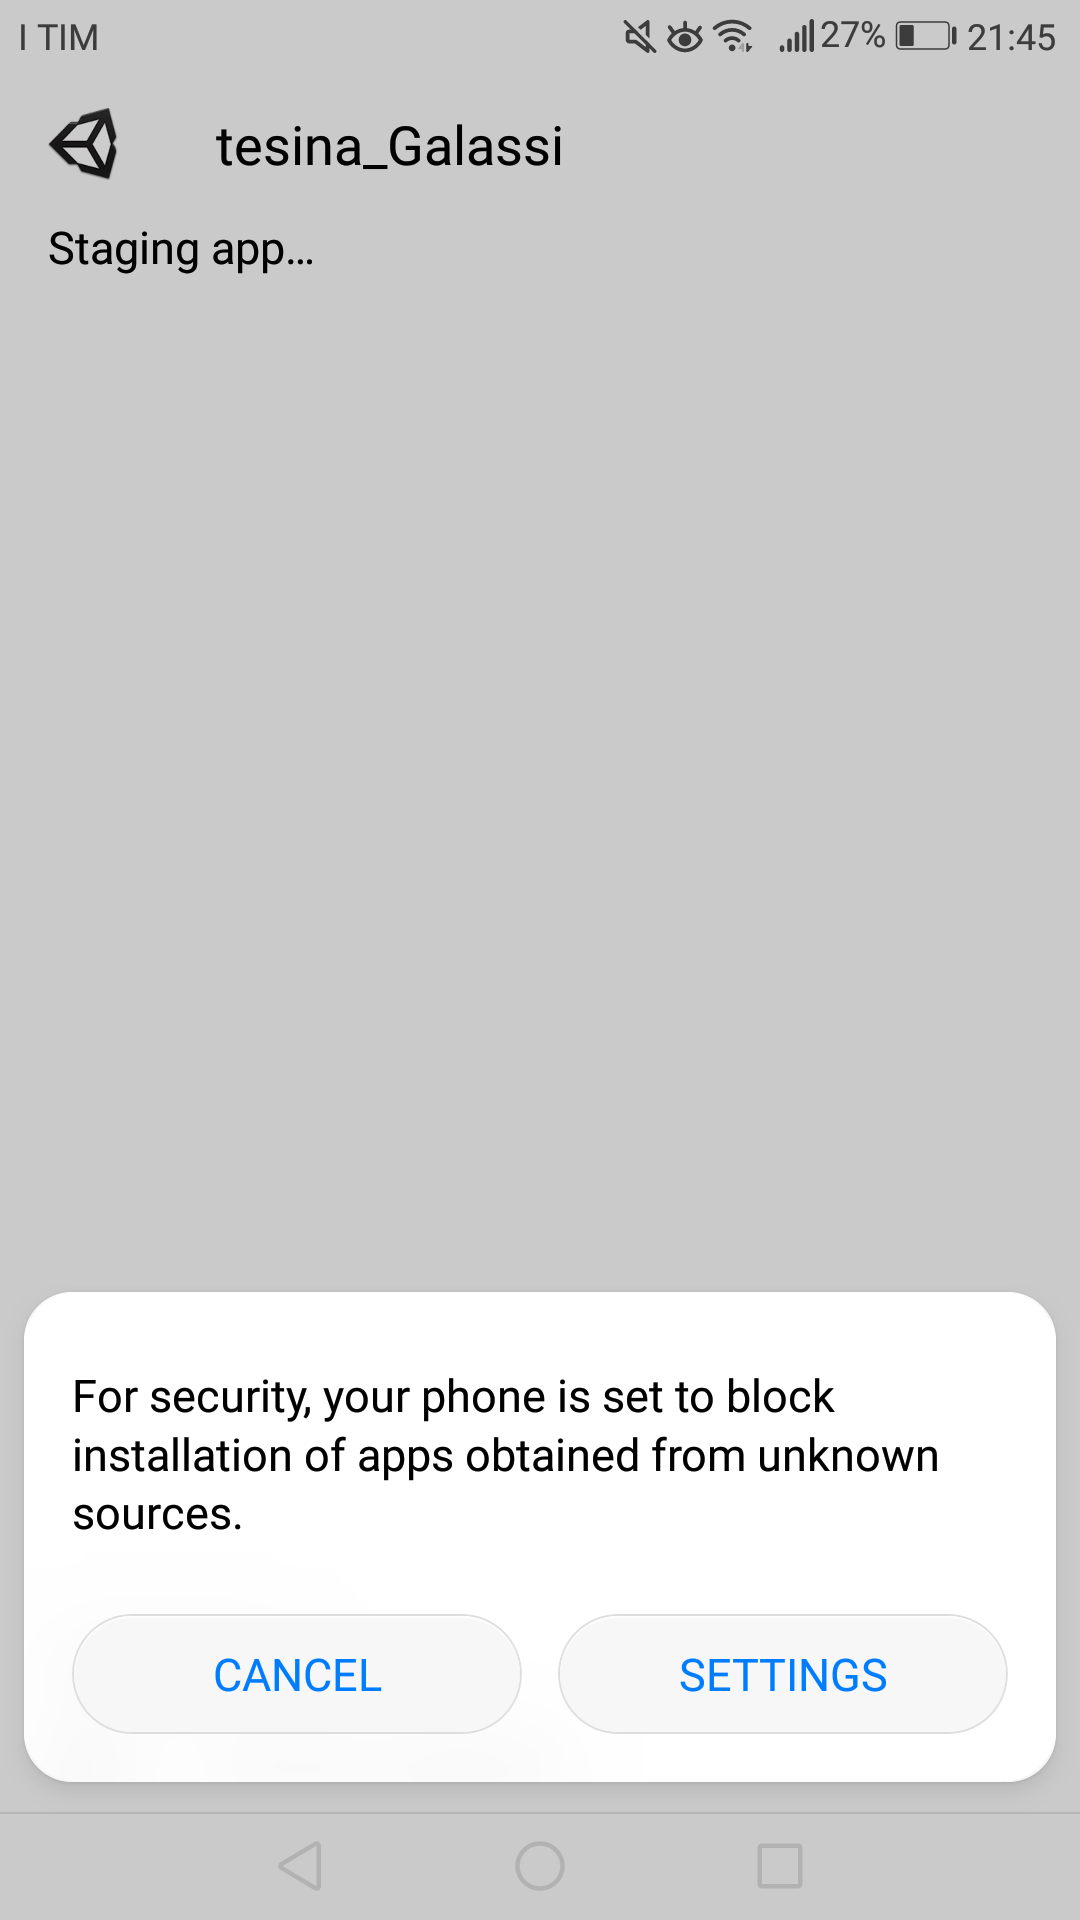 I TIM 27% 21:45
tesina_Galassi
Staging app...
For security, your phone is set to block
installation of apps obtained from unknown
sources.
CANCEL SETTINGS